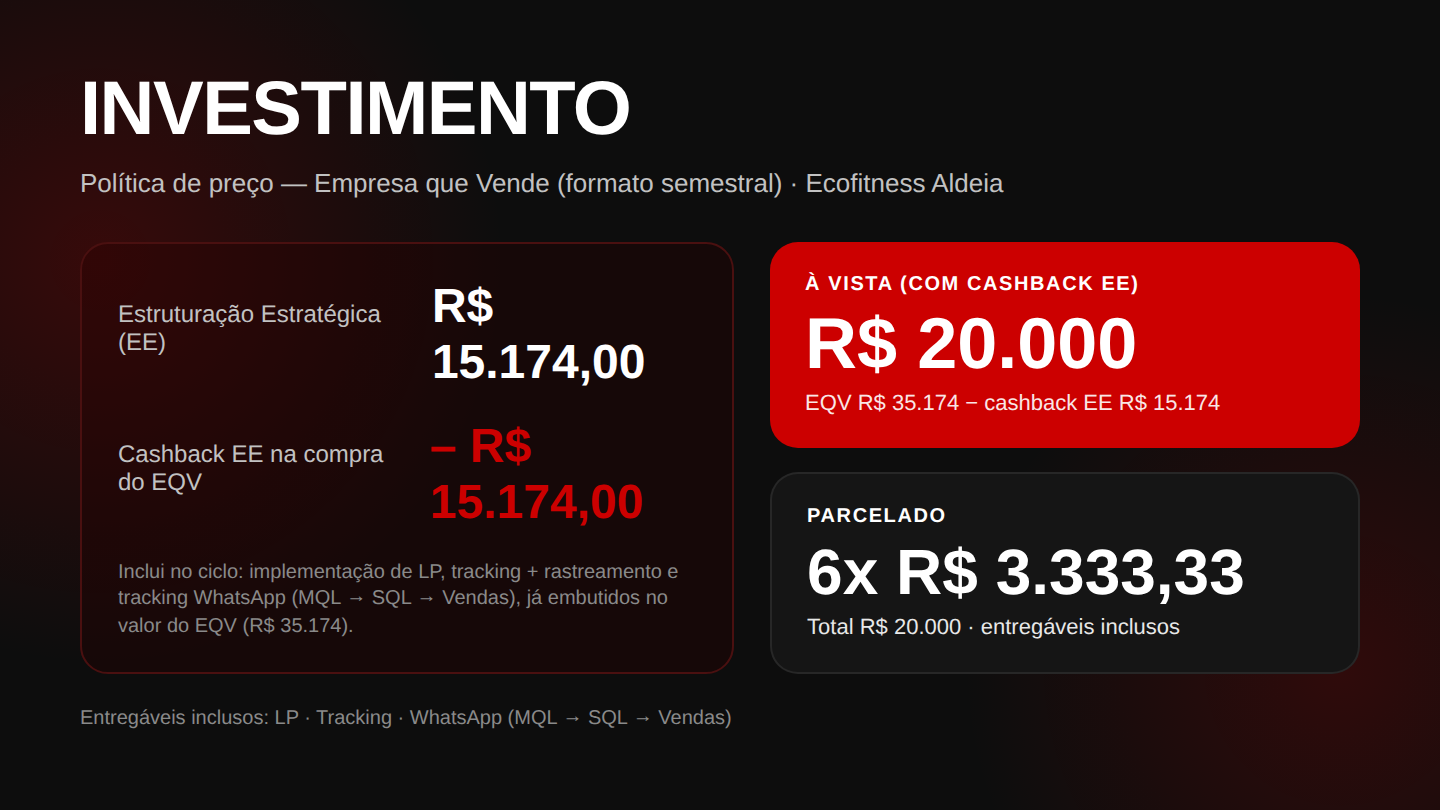 INVESTIMENTO
Política de preço — Empresa que Vende (formato semestral) · Ecofitness Aldeia
Estruturação Estratégica
(EE)
R$
15.174,00
Cashback EE na compra
do EQV
– R$
15.174,00
Inclui no ciclo: implementação de LP, tracking + rastreamento e
tracking WhatsApp (MQL → SQL → Vendas), já embutidos no
valor do EQV (R$ 35.174).
À VISTA (COM CASHBACK EE)
R$ 20.000
EQV R$ 35.174 − cashback EE R$ 15.174
PARCELADO
6x R$ 3.333,33
Total R$ 20.000 · entregáveis inclusos
Entregáveis inclusos: LP · Tracking · WhatsApp (MQL → SQL → Vendas)